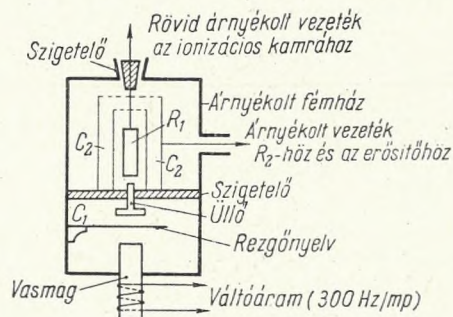 Rövid árnyékolt vezeték
az ionizációs kamrához
Szigetelő
Árnyékolt fémház
R₁
Árnyékolt vezeték
R₂-höz és az erősítőhöz
C₂
C₂
Szigetelő
Üllő
C₁
Rezgőnyelv
Vasmag
Váltóáram (300 Hz/mp)